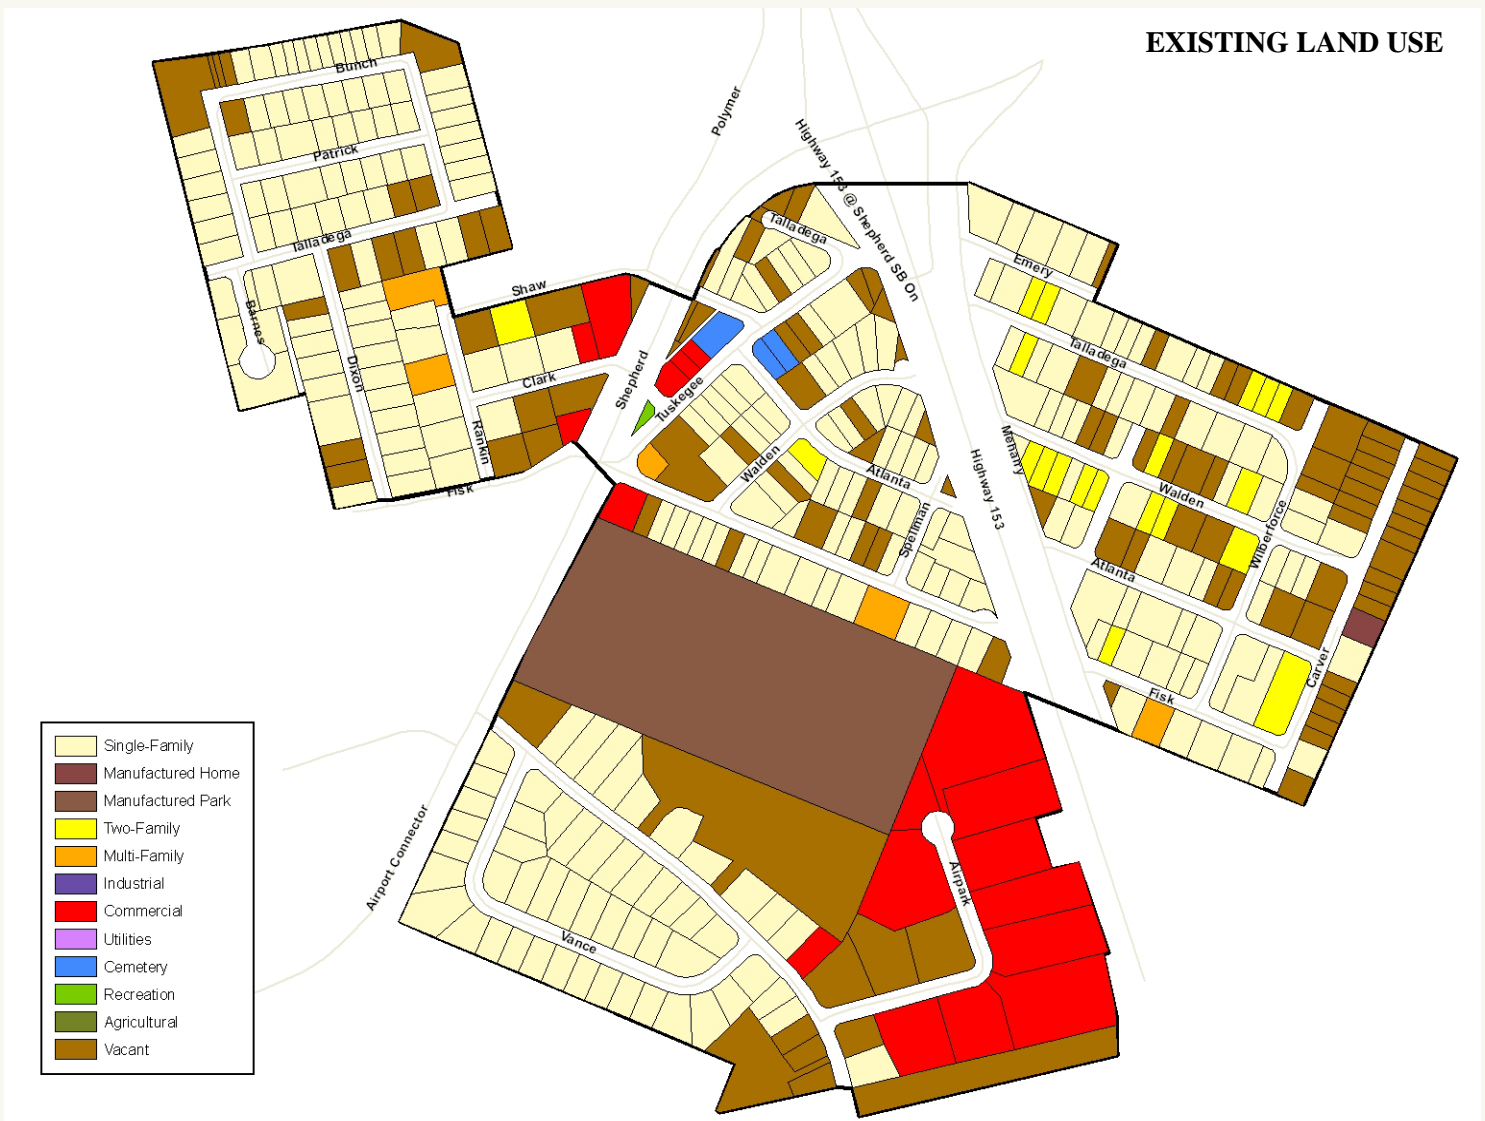 EXISTING LAND USE
Bunch
Patrick
Talladega
Barnes
Dixon
Rankin
Fisk
Shaw
Clark
Shepherd
Polymer
Highway 153 @ Shepherd SB On
Talladega
Tuskegee
Walden
Atlanta
Spellman
Highway 153
Meharry
Emery
Talladega
Walden
Wilberforce
Atlanta
Carver
Fisk
Airport Connector
Vance
Airpark
Single-Family
Manufactured Home
Manufactured Park
Two-Family
Multi-Family
Industrial
Commercial
Utilities
Cemetery
Recreation
Agricultural
Vacant